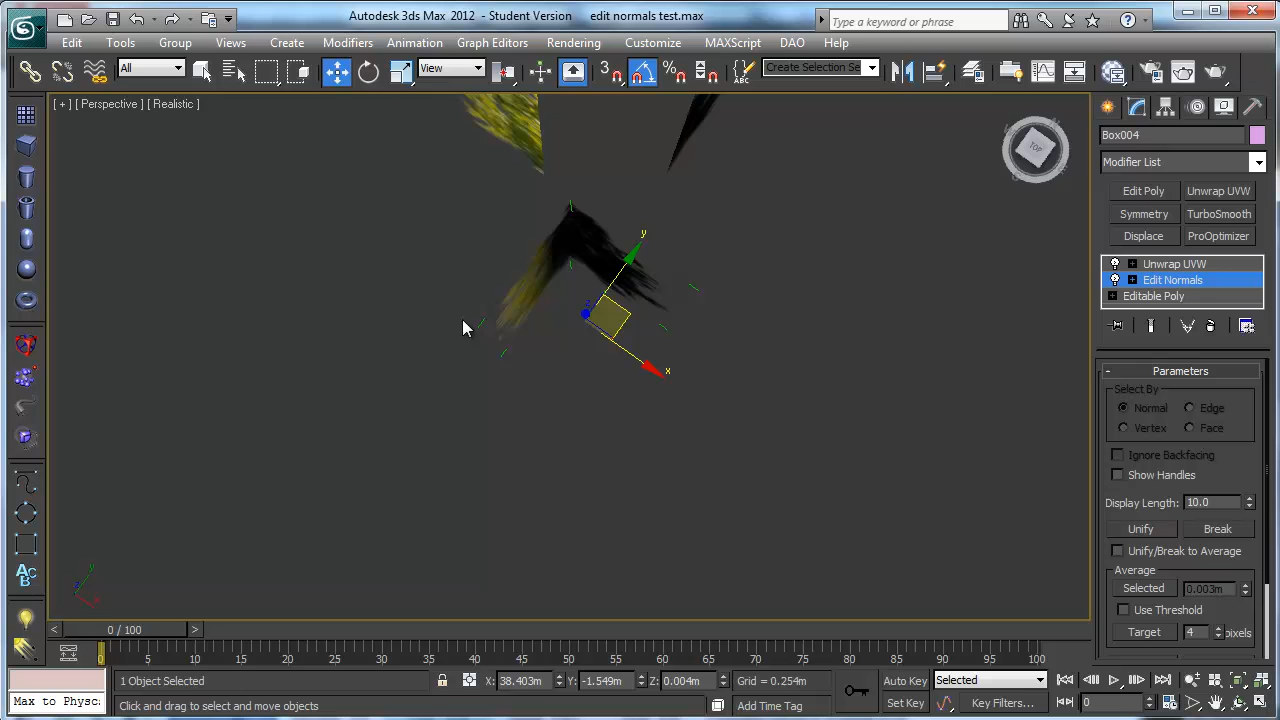 Autodesk 3ds Max 2012 - Student Version edit normals test.max
Type a keyword or phrase
Edit Tools Group Views Create Modifiers Animation Graph Editors Rendering Customize MAXScript DAO Help
All View 3 % ABC Create Selection Se
[ + ] [ Perspective ] [ Realistic ]
TOP
Box004
Modifier List
Edit Poly Unwrap UVW
Symmetry TurboSmooth
Displace ProOptimizer
Unwrap UVW
Edit Normals
Editable Poly
y
z
x
- Parameters
Select By
Normal Edge
Vertex Face
Ignore Backfacing
Show Handles
Display Length: 10.0
Unify Break
Unify/Break to Average
Average
Selected 0.003m
Use Threshold
Target 4 pixels
y
z
x
< 0 / 100 >
0 5 10 15 20 25 30 35 40 45 50 55 60 65 70 75 80 85 90 95 100
1 Object Selected X: 38.403m Y: -1.549m Z: 0.004m Grid = 0.254m Auto Key Selected
Max to Physc
Click and drag to select and move objects Add Time Tag Set Key Key Filters... 0